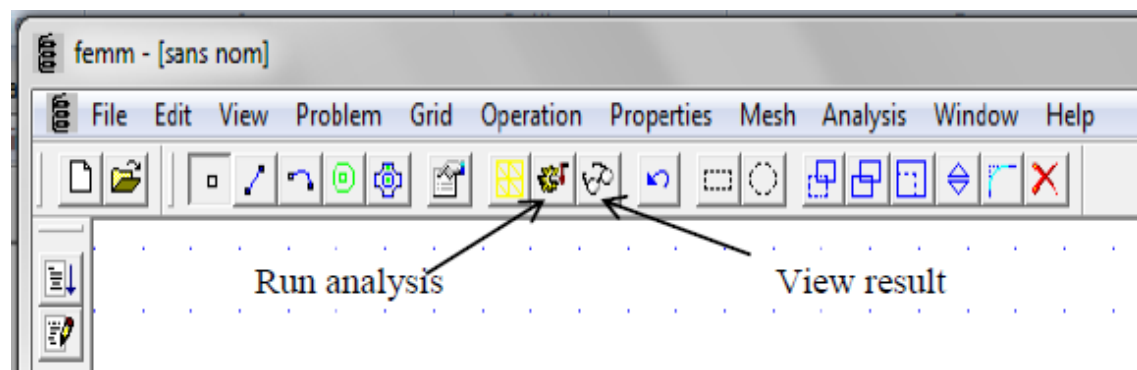 femm - [sans nom]
File Edit View Problem Grid Operation Properties Mesh Analysis Window Help
Run analysis View result